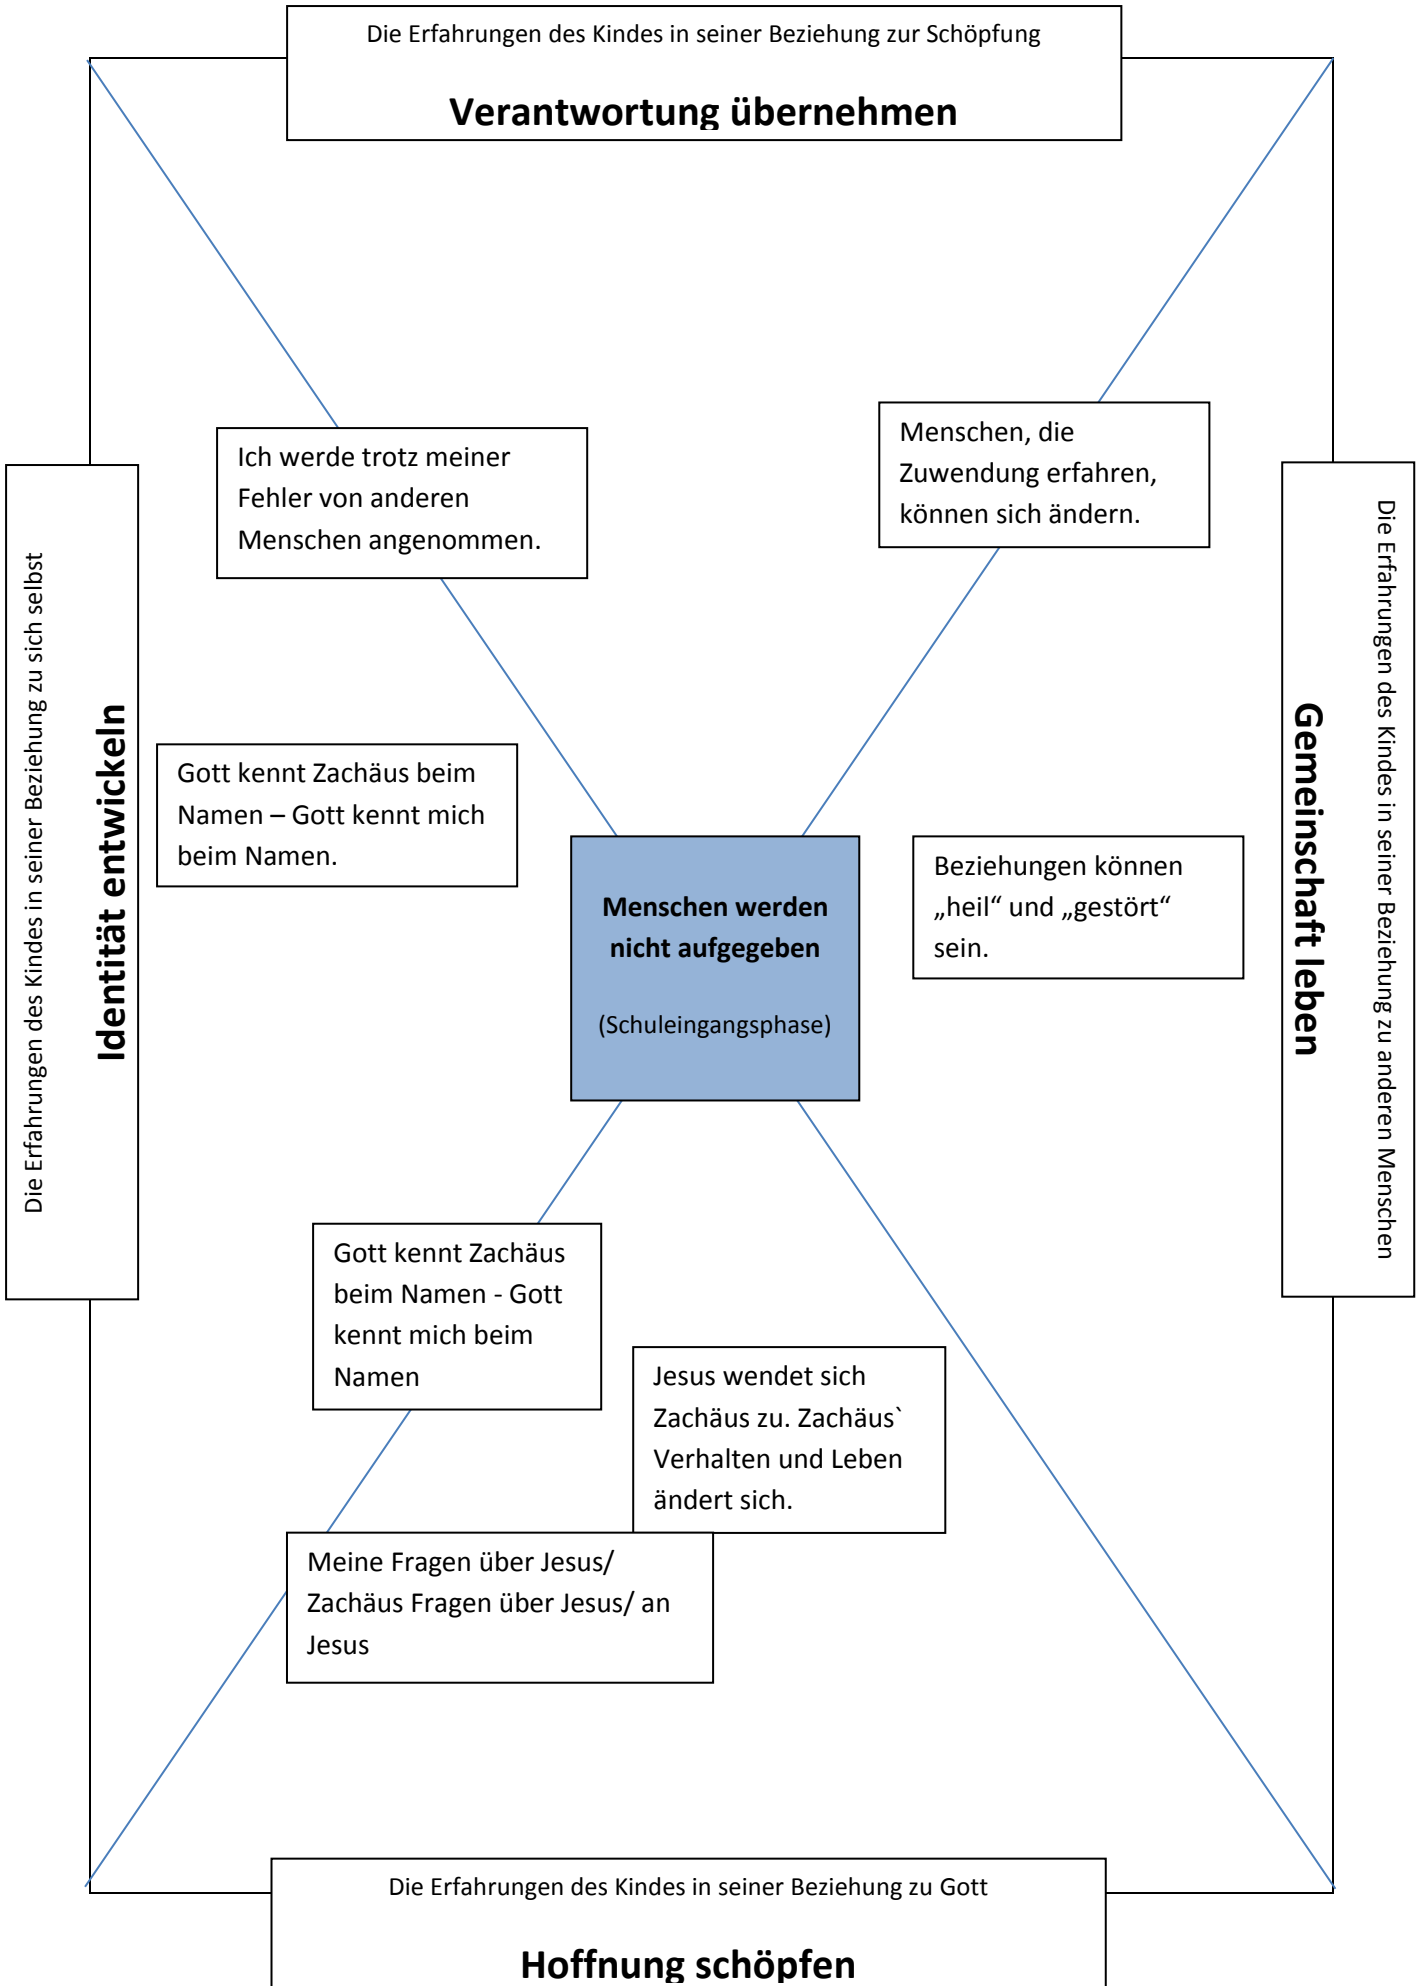 Die Erfahrungen des Kindes in seiner Beziehung zur Schöpfung
Verantwortung übernehmen
Ich werde trotz meiner
Fehler von anderen
Menschen angenommen.
Menschen, die
Zuwendung erfahren,
können sich ändern.
Die Erfahrungen des Kindes in seiner Beziehung zu sich selbst
Identität entwickeln
Gott kennt Zachäus beim
Namen – Gott kennt mich
beim Namen.
Menschen werden
nicht aufgegeben
(Schuleingangsphase)
Beziehungen können
„heil“ und „gestört“
sein.
Die Erfahrungen des Kindes in seiner Beziehung zu anderen Menschen
Gemeinschaft leben
Gott kennt Zachäus
beim Namen - Gott
kennt mich beim
Namen
Jesus wendet sich
Zachäus zu. Zachäus`
Verhalten und Leben
ändert sich.
Meine Fragen über Jesus/
Zachäus Fragen über Jesus/ an
Jesus
Die Erfahrungen des Kindes in seiner Beziehung zu Gott
Hoffnung schöpfen